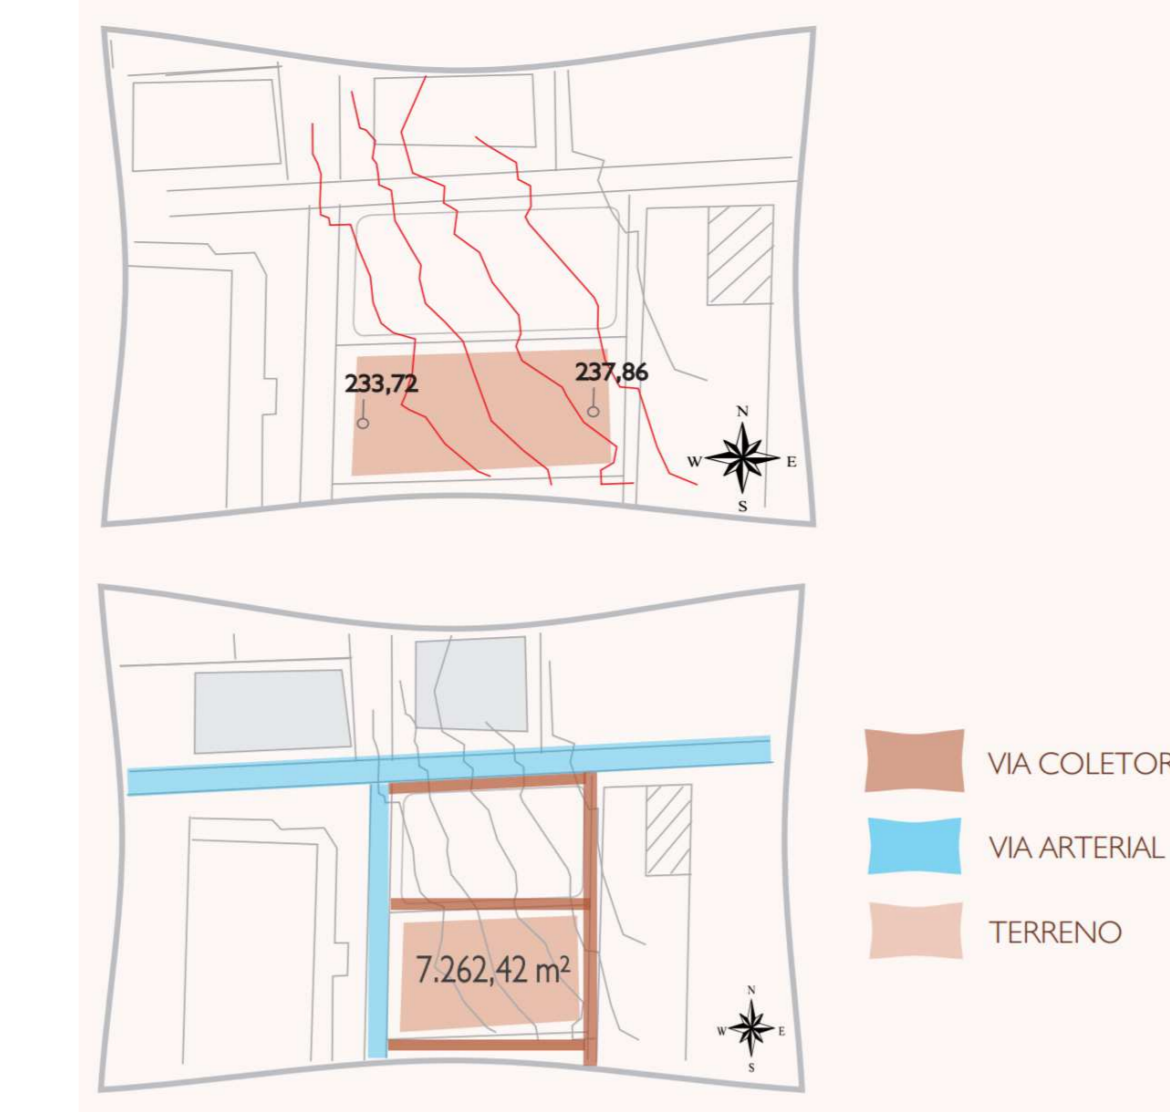 233,72
237,86
N
W E
S
VIA COLETOR
VIA ARTERIAL
TERRENO
7.262,42 m²
N
W E
S